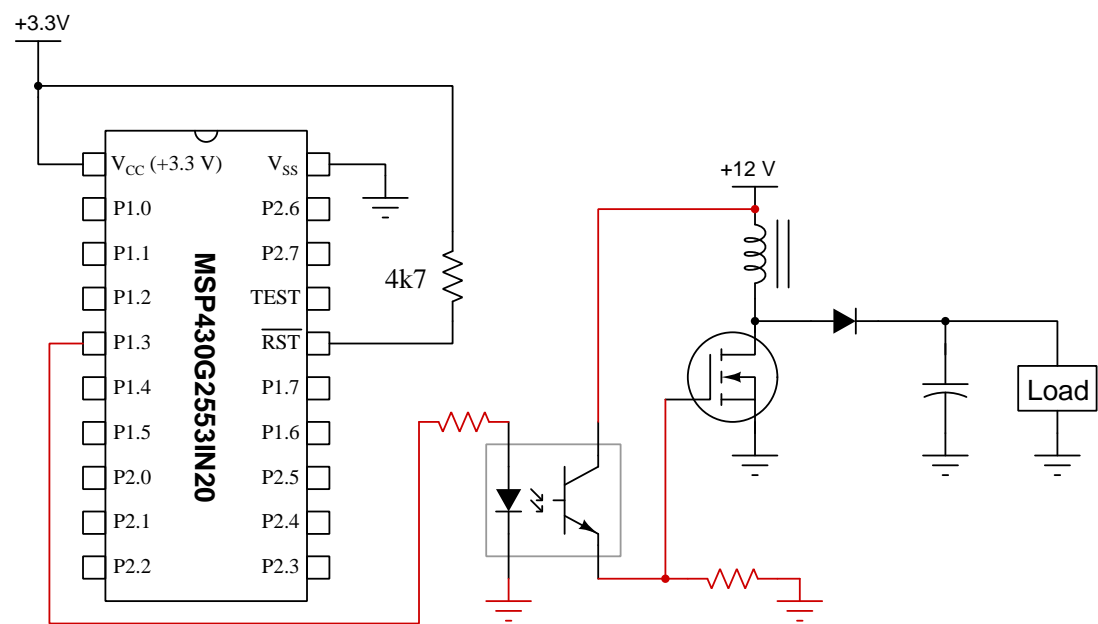 +3.3V
V_CC (+3.3 V)
V_SS
P1.0
P2.6
P1.1
P2.7
P1.2
TEST
P1.3
RST
P1.4
P1.7
P1.5
P1.6
P2.0
P2.5
P2.1
P2.4
P2.2
P2.3
MSP430G2553IN20
4k7
+12 V
Load